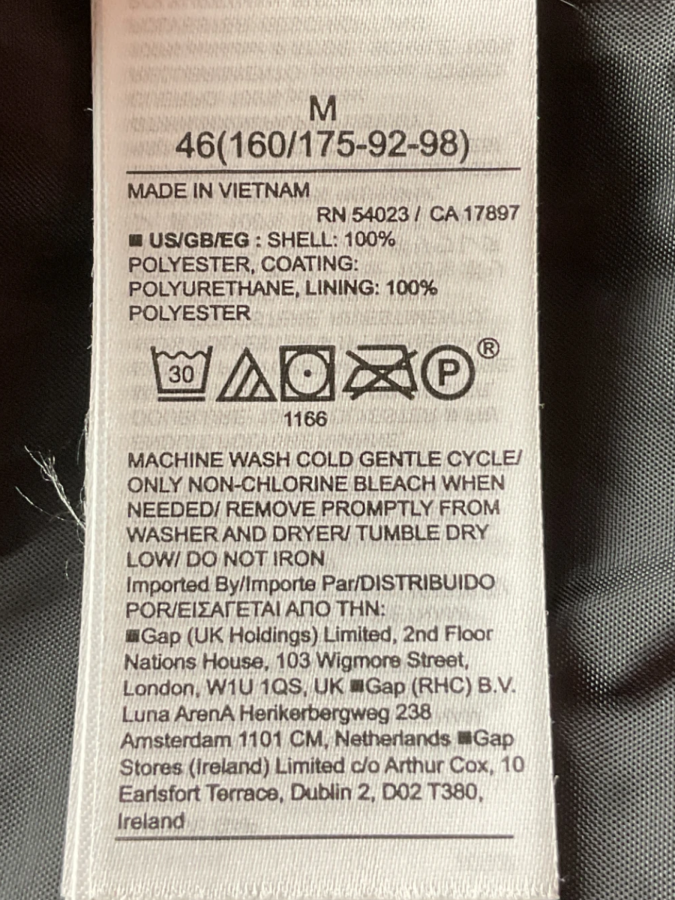 M
46(160/175-92-98)
MADE IN VIETNAM
RN 54023 / CA 17897
■ US/GB/EG : SHELL: 100%
POLYESTER, COATING:
POLYURETHANE, LINING: 100%
POLYESTER
30 P ®
1166
MACHINE WASH COLD GENTLE CYCLE/
ONLY NON-CHLORINE BLEACH WHEN
NEEDED/ REMOVE PROMPTLY FROM
WASHER AND DRYER/ TUMBLE DRY
LOW/ DO NOT IRON
Imported By/Importe Par/DISTRIBUIDO
POR/ΕΙΣΑΓΕΤΑΙ ΑΠΟ ΤΗΝ:
■Gap (UK Holdings) Limited, 2nd Floor
Nations House, 103 Wigmore Street,
London, W1U 1QS, UK ■Gap (RHC) B.V.
Luna ArenA Herikerbergweg 238
Amsterdam 1101 CM, Netherlands ■Gap
Stores (Ireland) Limited c/o Arthur Cox, 10
Earlsfort Terrace, Dublin 2, D02 T380,
Ireland